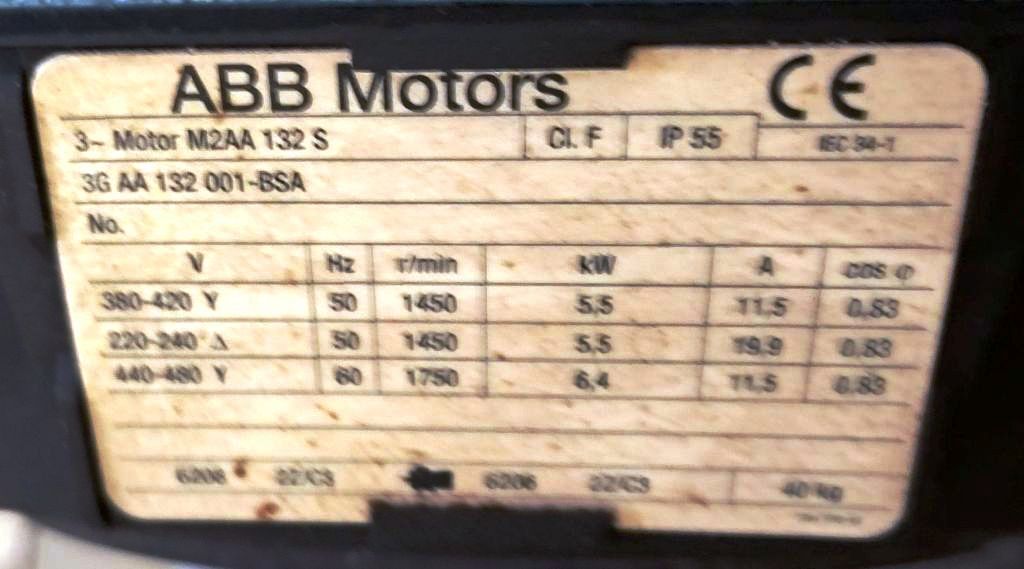 ABB Motors CE
3~ Motor M2AA 132 S Cl. F IP 55 IEC 34-1
3G AA 132 001-BSA
No.
V Hz r/min kW A cos φ
380-420 Y 50 1450 5,5 11,5 0,83
220-240 Δ 50 1450 5,5 19,9 0,83
440-480 Y 60 1750 6,4 11,5 0,83
6208 2Z/C3 6206 2Z/C3 40 kg